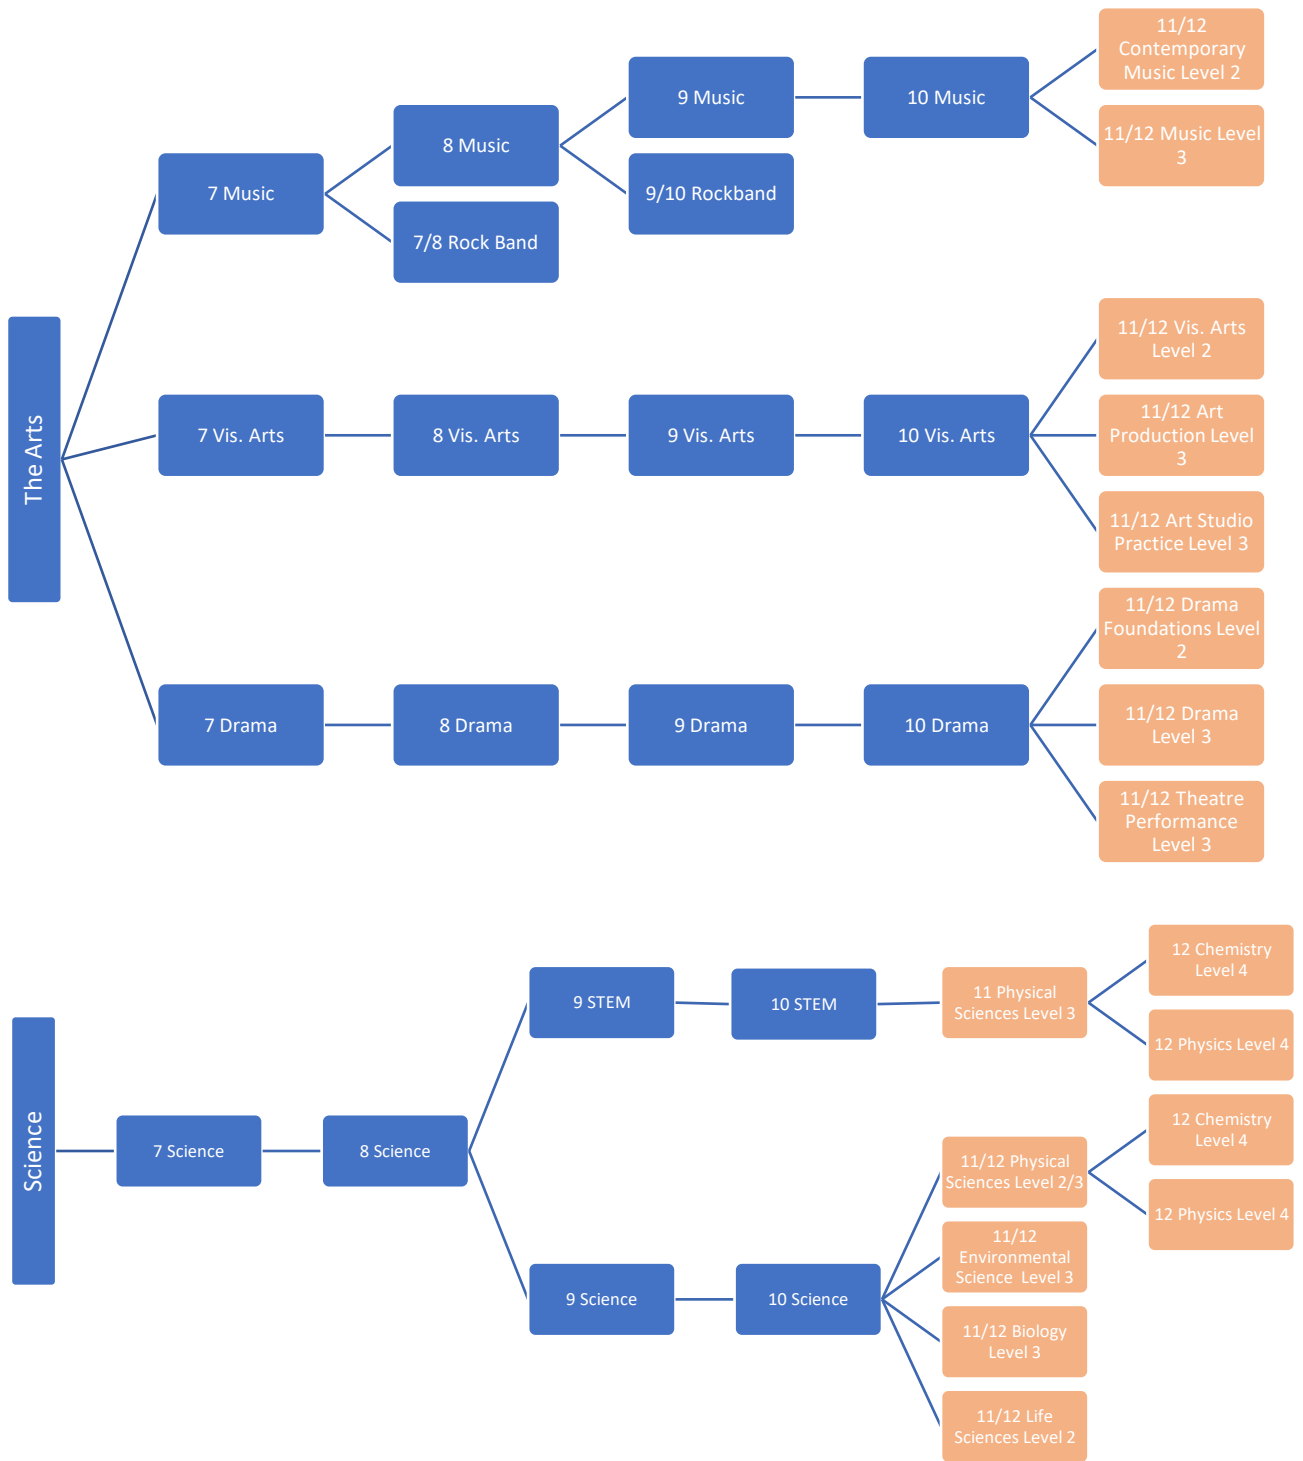 The Arts
7 Music
8 Music
7/8 Rock Band
9 Music
9/10 Rockband
10 Music
11/12
Contemporary
Music Level 2
11/12 Music Level
3
7 Vis. Arts
8 Vis. Arts
9 Vis. Arts
10 Vis. Arts
11/12 Vis. Arts
Level 2
11/12 Art
Production Level
3
11/12 Art Studio
Practice Level 3
7 Drama
8 Drama
9 Drama
10 Drama
11/12 Drama
Foundations Level
2
11/12 Drama
Level 3
11/12 Theatre
Performance
Level 3
Science
7 Science
8 Science
9 STEM
10 STEM
11 Physical
Sciences Level 3
12 Chemistry
Level 4
12 Physics Level 4
9 Science
10 Science
11/12 Physical
Sciences Level 2/3
12 Chemistry
Level 4
12 Physics Level 4
11/12
Environmental
Science  Level 3
11/12 Biology
Level 3
11/12 Life
Sciences Level 2